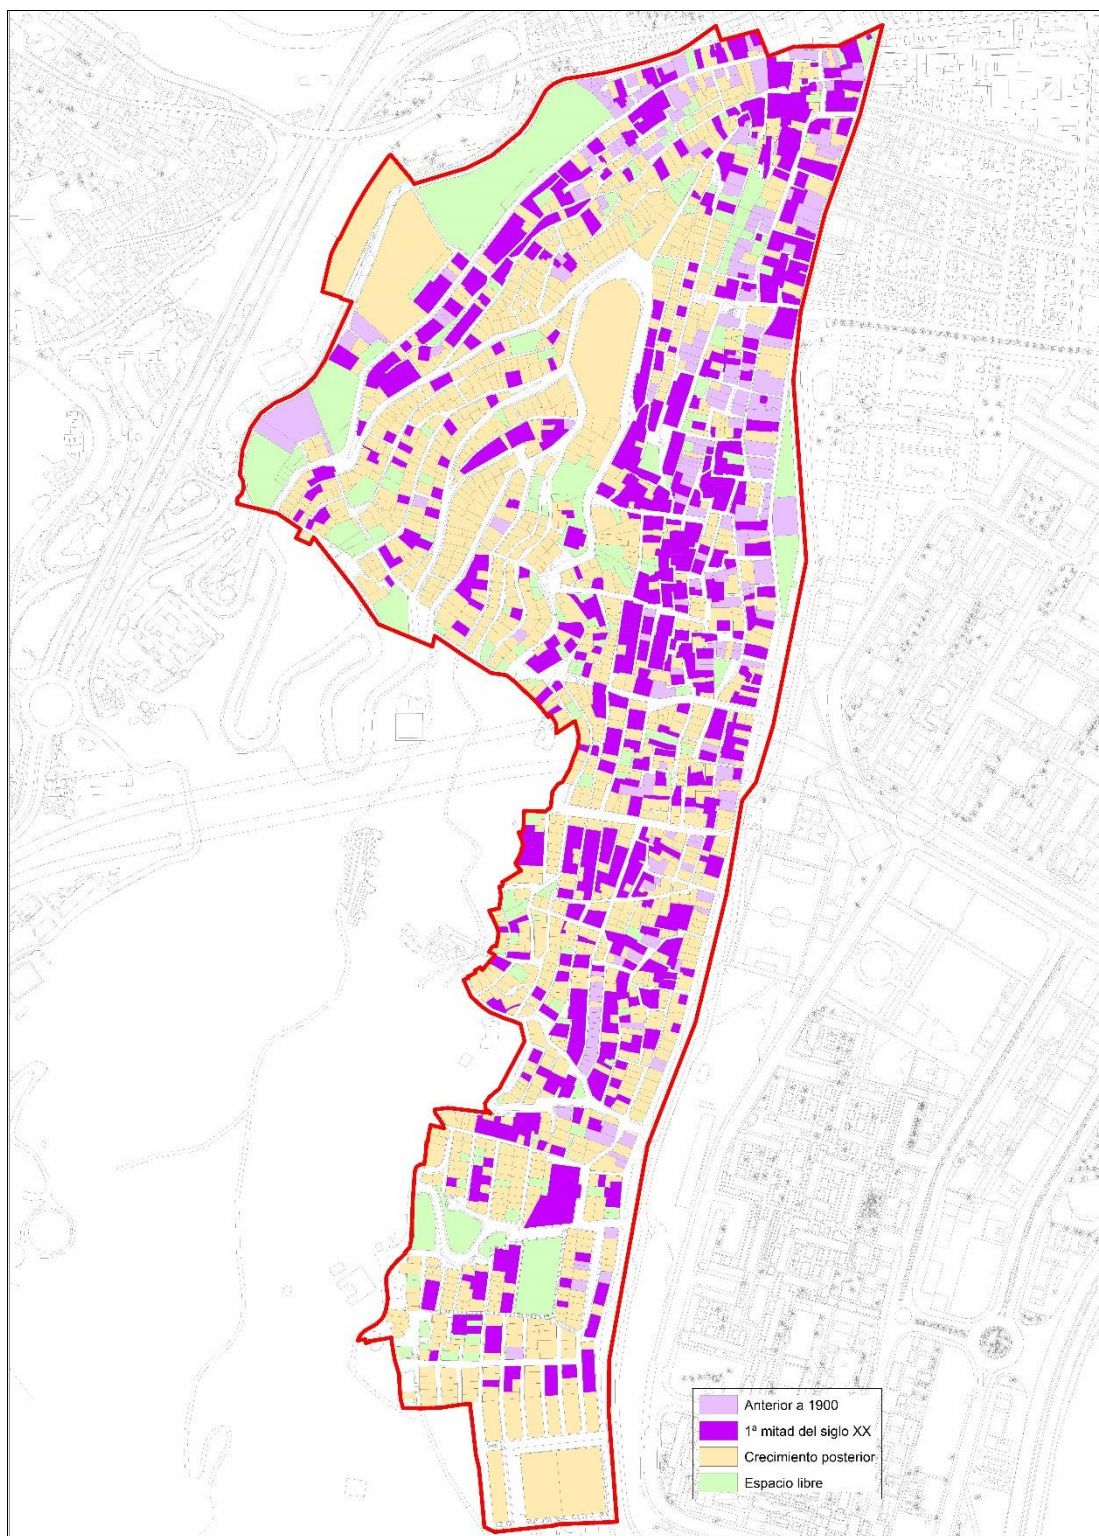 Anterior a 1900
1ª mitad del siglo XX
Crecimiento posterior
Espacio libre